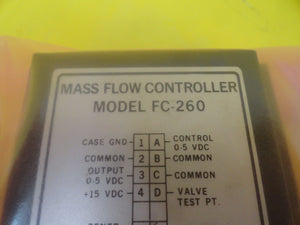 MASS FLOW CONTROLLER
MODEL FC-260
CASE GND 1 A CONTROL 0-5 VDC
COMMON 2 B COMMON
OUTPUT 0-5 VDC 3 C COMMON
+15 VDC 4 D VALVE TEST PT.